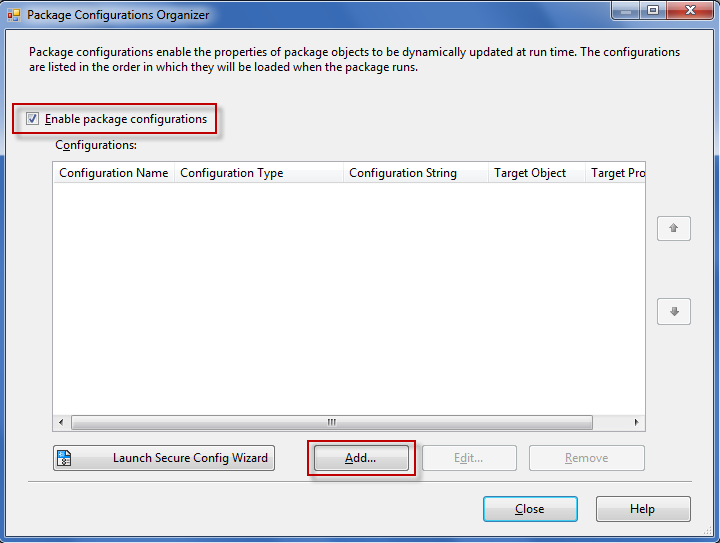 Package Configurations Organizer
Package configurations enable the properties of package objects to be dynamically updated at run time. The configurations
are listed in the order in which they will be loaded when the package runs.
Enable package configurations
Configurations:
Configuration Name Configuration Type Configuration String Target Object Target Pro
Launch Secure Config Wizard Add... Edit... Remove
Close Help